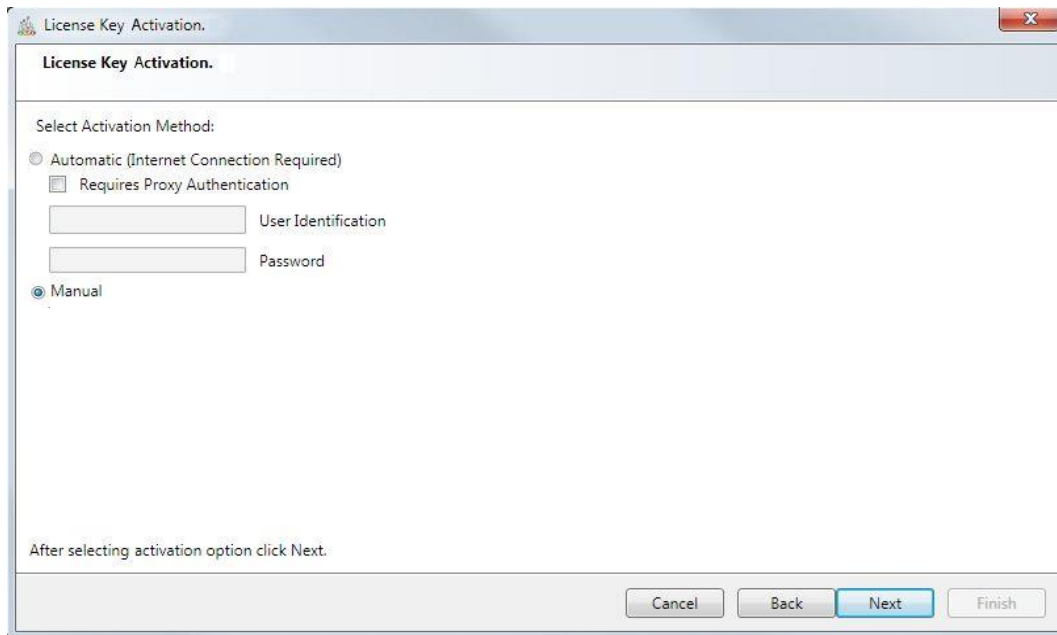 License Key Activation.
License Key Activation.
Select Activation Method:
Automatic (Internet Connection Required)
Requires Proxy Authentication
User Identification
Password
Manual
After selecting activation option click Next.
Cancel Back Next Finish